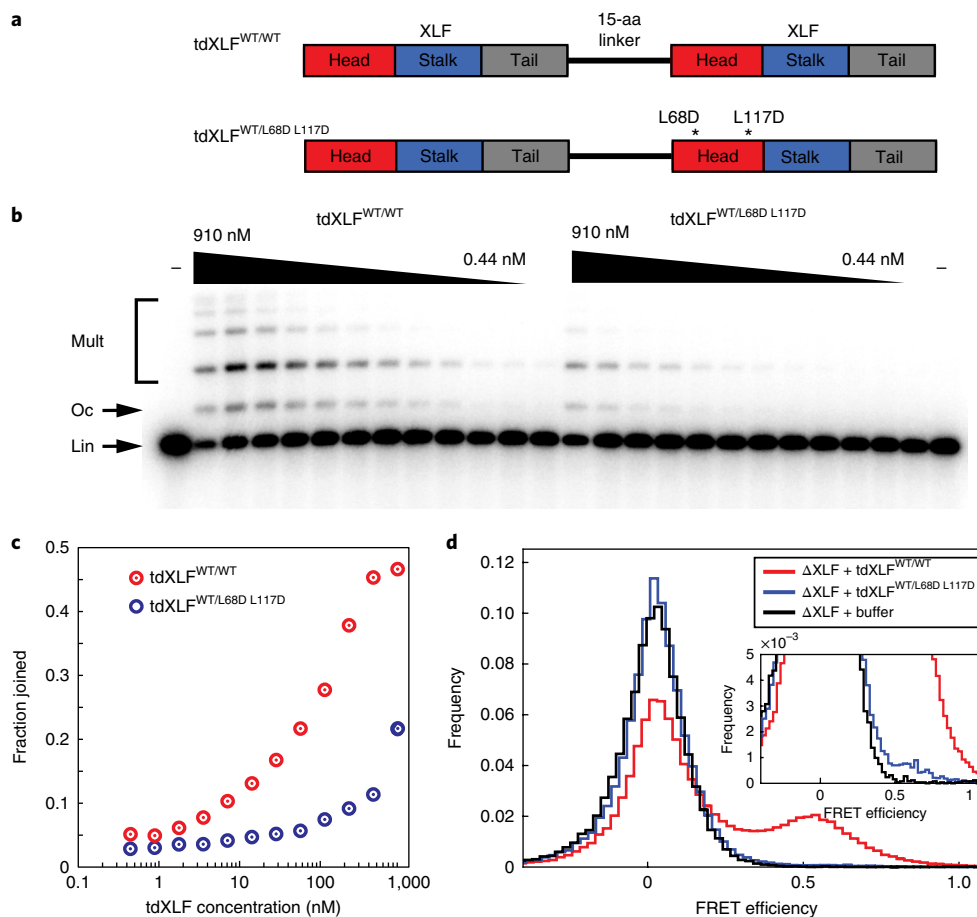 a
tdXLF^WT/WT
XLF
15-aa
linker
XLF
Head
Stalk
Tail
Head
Stalk
Tail
tdXLF^WT/L68D L117D
L68D
L117D
*
*
Head
Stalk
Tail
Head
Stalk
Tail
b
tdXLF^WT/WT
tdXLF^WT/L68D L117D
–
910 nM
0.44 nM
910 nM
0.44 nM
–
Mult
Oc
Lin
c
Fraction joined
0.5
0.4
0.3
0.2
0.1
0
tdXLF^WT/WT
tdXLF^WT/L68D L117D
0.1
1
10
100
1,000
tdXLF concentration (nM)
d
Frequency
0.12
0.10
0.08
0.06
0.04
0.02
0
0
0.5
1.0
FRET efficiency
ΔXLF + tdXLF^WT/WT
ΔXLF + tdXLF^WT/L68D L117D
ΔXLF + buffer
×10^–3
Frequency
5
4
3
2
1
0
0
0.5
1
FRET efficiency